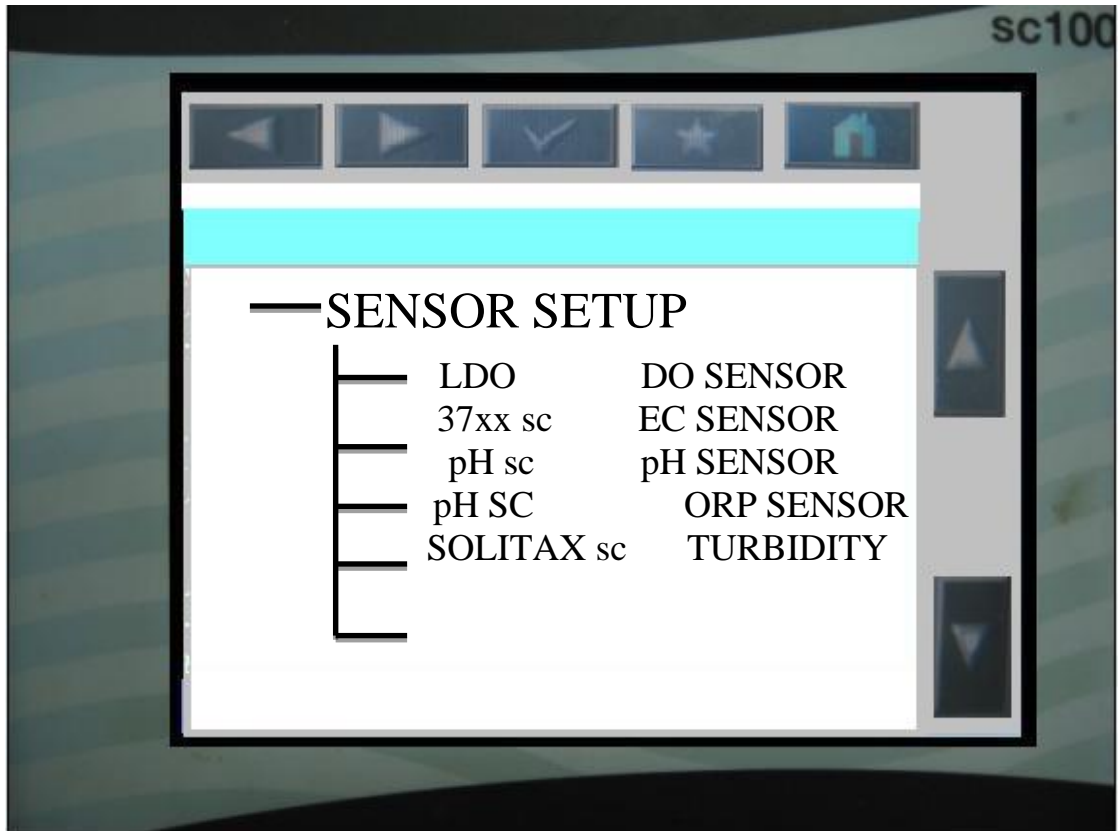 sc100
SENSOR SETUP
LDO DO SENSOR
37xx sc EC SENSOR
pH sc pH SENSOR
pH SC ORP SENSOR
SOLITAX sc TURBIDITY